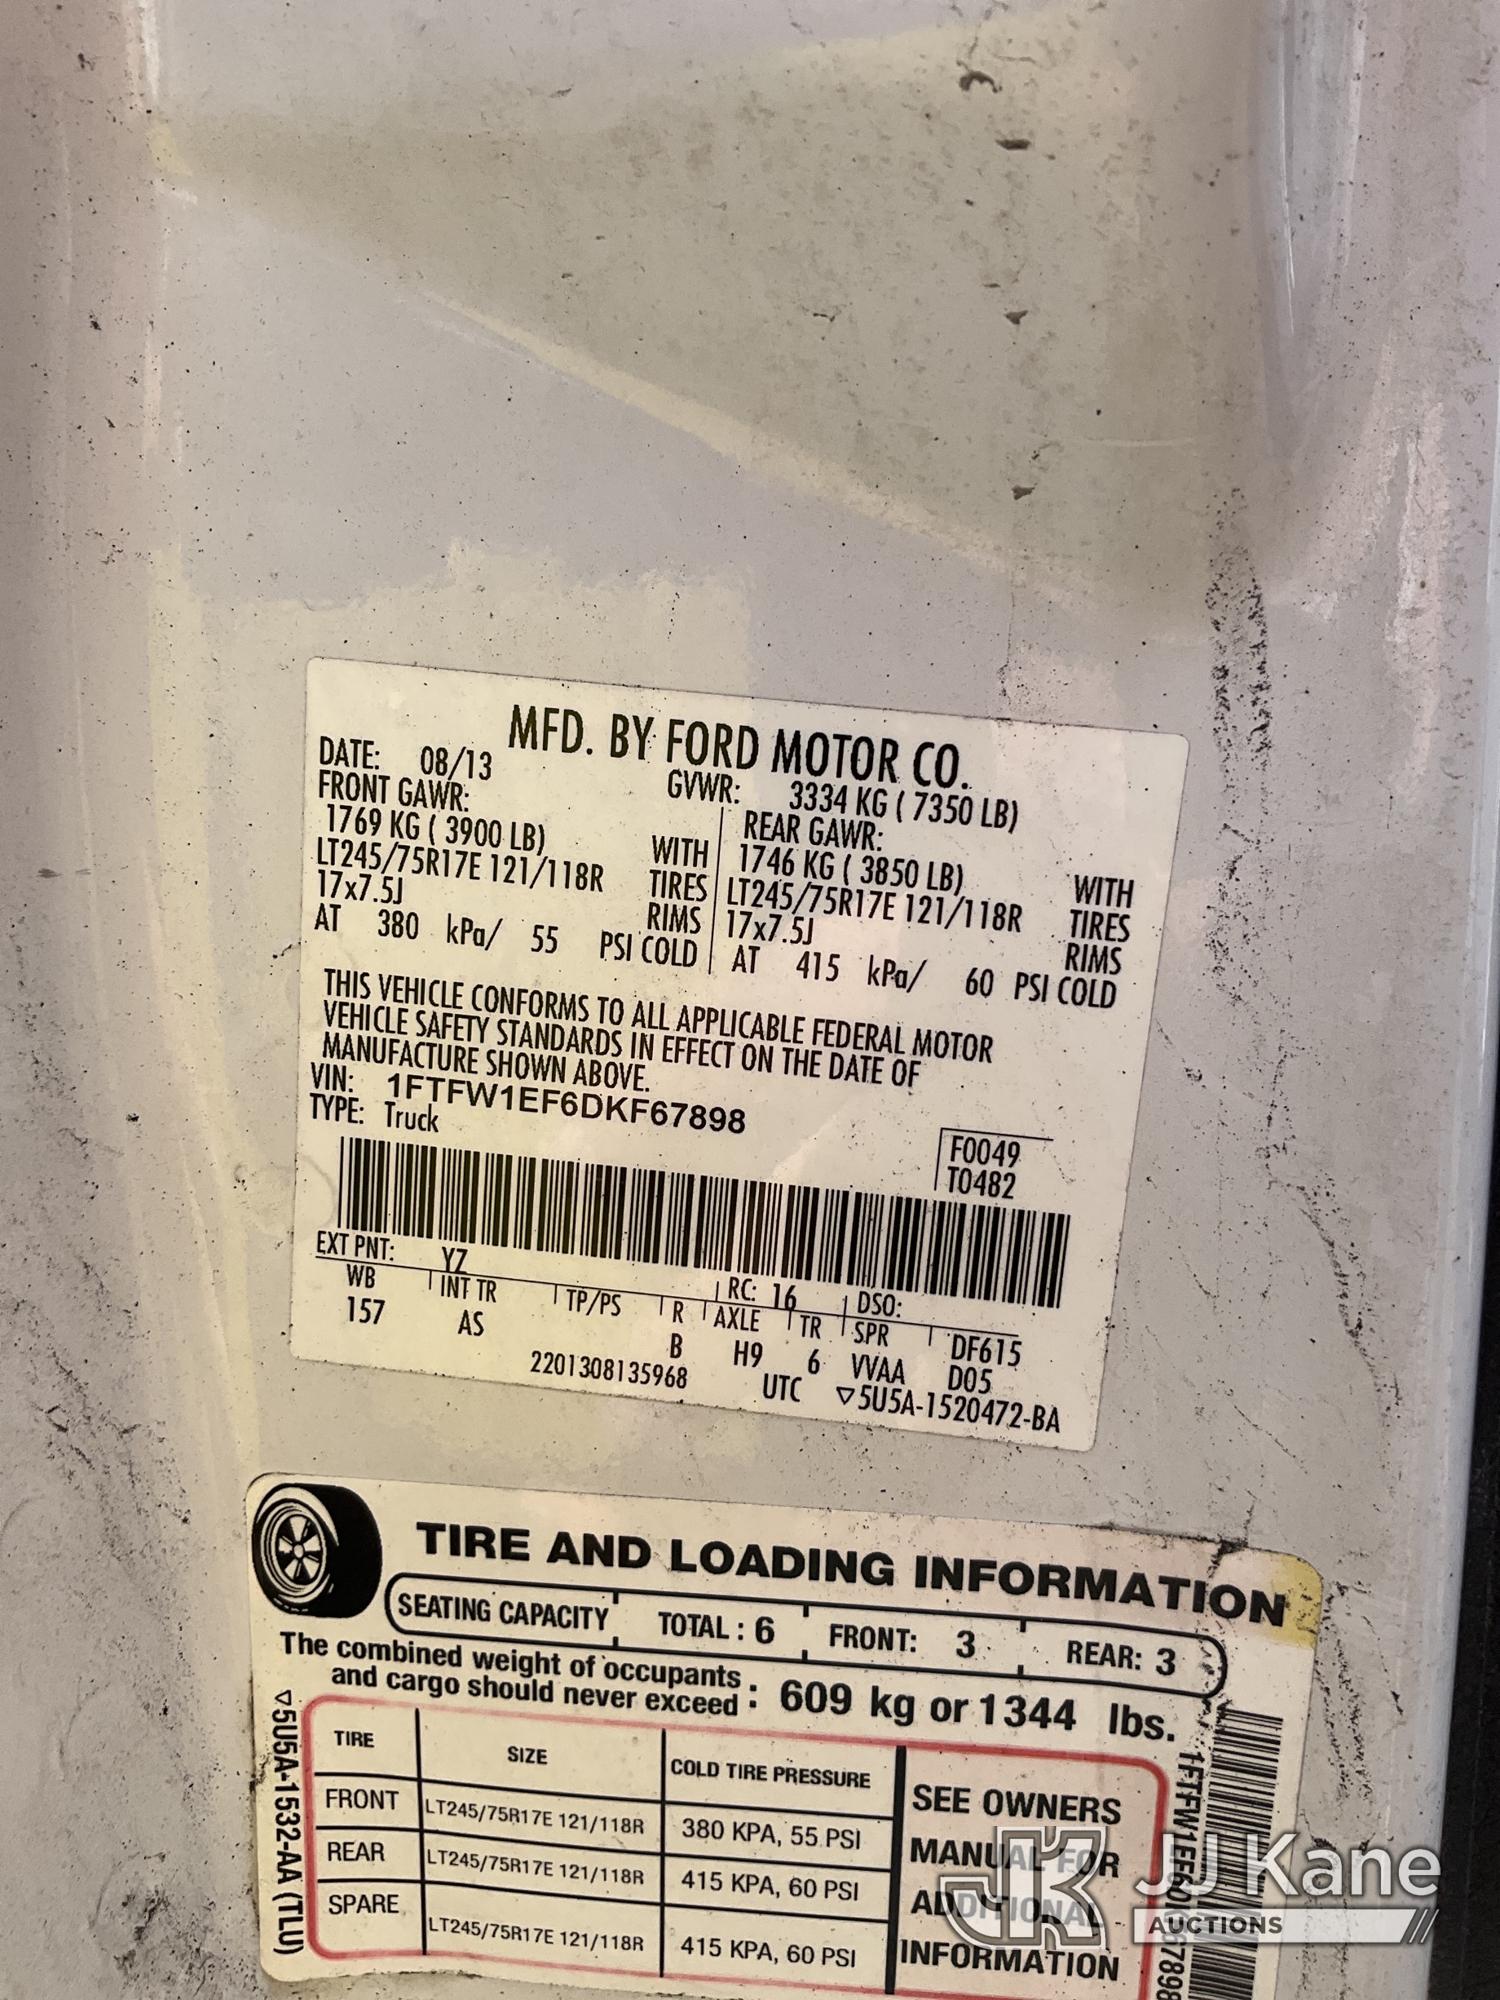 MFD. BY FORD MOTOR CO.
DATE: 08/13 GVWR: 3334 KG ( 7350 LB)
FRONT GAWR: REAR GAWR:
1769 KG ( 3900 LB) WITH 1746 KG ( 3850 LB) WITH
LT245/75R17E 121/118R TIRES LT245/75R17E 121/118R TIRES
17x7.5J RIMS 17x7.5J RIMS
AT 380 kPa/ 55 PSI COLD AT 415 kPa/ 60 PSI COLD
THIS VEHICLE CONFORMS TO ALL APPLICABLE FEDERAL MOTOR
VEHICLE SAFETY STANDARDS IN EFFECT ON THE DATE OF
MANUFACTURE SHOWN ABOVE.
VIN: 1FTFW1EF6DKF67898
TYPE: Truck
F0049
T0482
EXT PNT: YZ RC: 16 DSO:
WB INT TR TP/PS R AXLE TR SPR DF615
157 AS B H9 6 VVAA D05
2201308135968 UTC ▽5U5A-1520472-BA
TIRE AND LOADING INFORMATION
SEATING CAPACITY TOTAL : 6 FRONT: 3 REAR: 3
The combined weight of occupants
and cargo should never exceed : 609 kg or 1344 lbs.
TIRE SIZE COLD TIRE PRESSURE
FRONT LT245/75R17E 121/118R 380 KPA, 55 PSI
REAR LT245/75R17E 121/118R 415 KPA, 60 PSI
SPARE LT245/75R17E 121/118R 415 KPA, 60 PSI
SEE OWNERS
MANUAL FOR
ADDITIONAL
INFORMATION
▽5U5A-1532-AA (TLU)
1FTFW1EF6DKF67898
JJ Kane
AUCTIONS